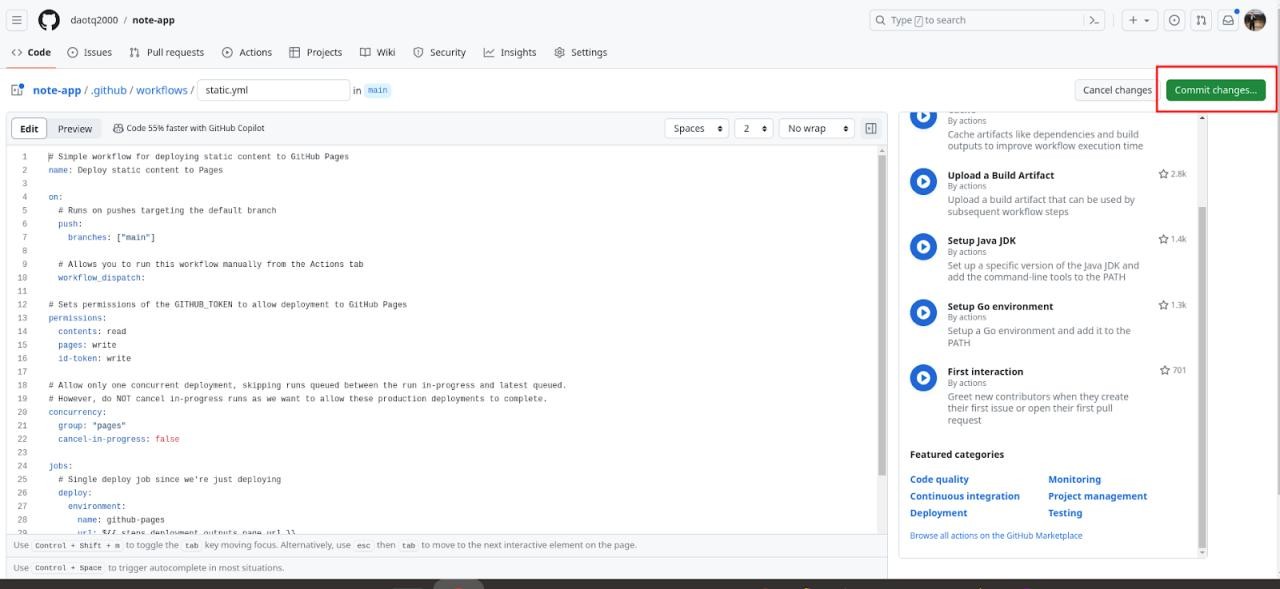 daotq2000 / note-app
Type / to search
Code Issues Pull requests Actions Projects Wiki Security Insights Settings
note-app / .github / workflows / static.yml in main
Cancel changes Commit changes...
Edit Preview Code 55% faster with GitHub Copilot
Spaces 2 No wrap
1 # Simple workflow for deploying static content to GitHub Pages
2 name: Deploy static content to Pages
3
4 on:
5 # Runs on pushes targeting the default branch
6 push:
7 branches: ["main"]
8
9 # Allows you to run this workflow manually from the Actions tab
10 workflow_dispatch:
11
12 # Sets permissions of the GITHUB_TOKEN to allow deployment to GitHub Pages
13 permissions:
14 contents: read
15 pages: write
16 id-token: write
17
18 # Allow only one concurrent deployment, skipping runs queued between the run in-progress and latest queued.
19 # However, do NOT cancel in-progress runs as we want to allow these production deployments to complete.
20 concurrency:
21 group: "pages"
22 cancel-in-progress: false
23
24 jobs:
25 # Single deploy job since we're just deploying
26 deploy:
27 environment:
28 name: github-pages
29 url: ${{ steps.deployment.outputs.page_url }}
Use Control + Shift + m to toggle the tab key moving focus. Alternatively, use esc then tab to move to the next interactive element on the page.
Use Control + Space to trigger autocomplete in most situations.
By actions
Cache artifacts like dependencies and build
outputs to improve workflow execution time
Upload a Build Artifact 2.8k
By actions
Upload a build artifact that can be used by
subsequent workflow steps
Setup Java JDK 1.4k
By actions
Set up a specific version of the Java JDK and
add the command-line tools to the PATH
Setup Go environment 1.3k
By actions
Setup a Go environment and add it to the
PATH
First interaction 701
By actions
Greet new contributors when they create
their first issue or open their first pull
request
Featured categories
Code quality Monitoring
Continuous integration Project management
Deployment Testing
Browse all actions on the GitHub Marketplace